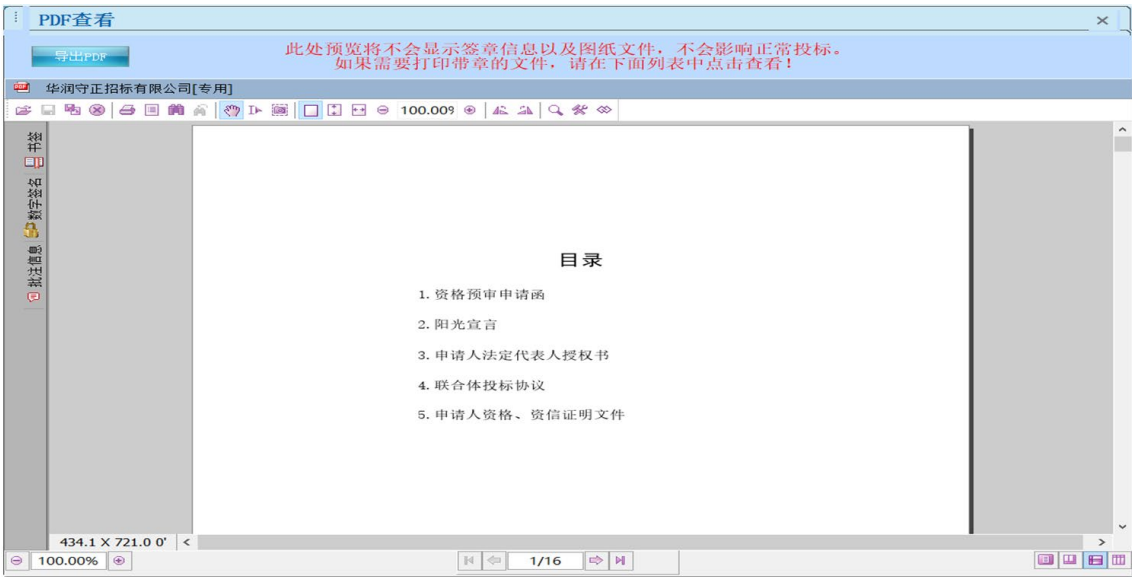 PDF查看
导出PDF
此处预览将不会显示签章信息以及图纸文件，不会影响正常投标。
如果需要打印带章的文件，请在下面列表中点击查看！
华润守正招标有限公司[专用]
100.00%
书签
数字签名
批注信息
目录
1. 资格预审申请函
2. 阳光宣言
3. 申请人法定代表人授权书
4. 联合体投标协议
5. 申请人资格、资信证明文件
434.1 X 721.0 0'
100.00%
1/16